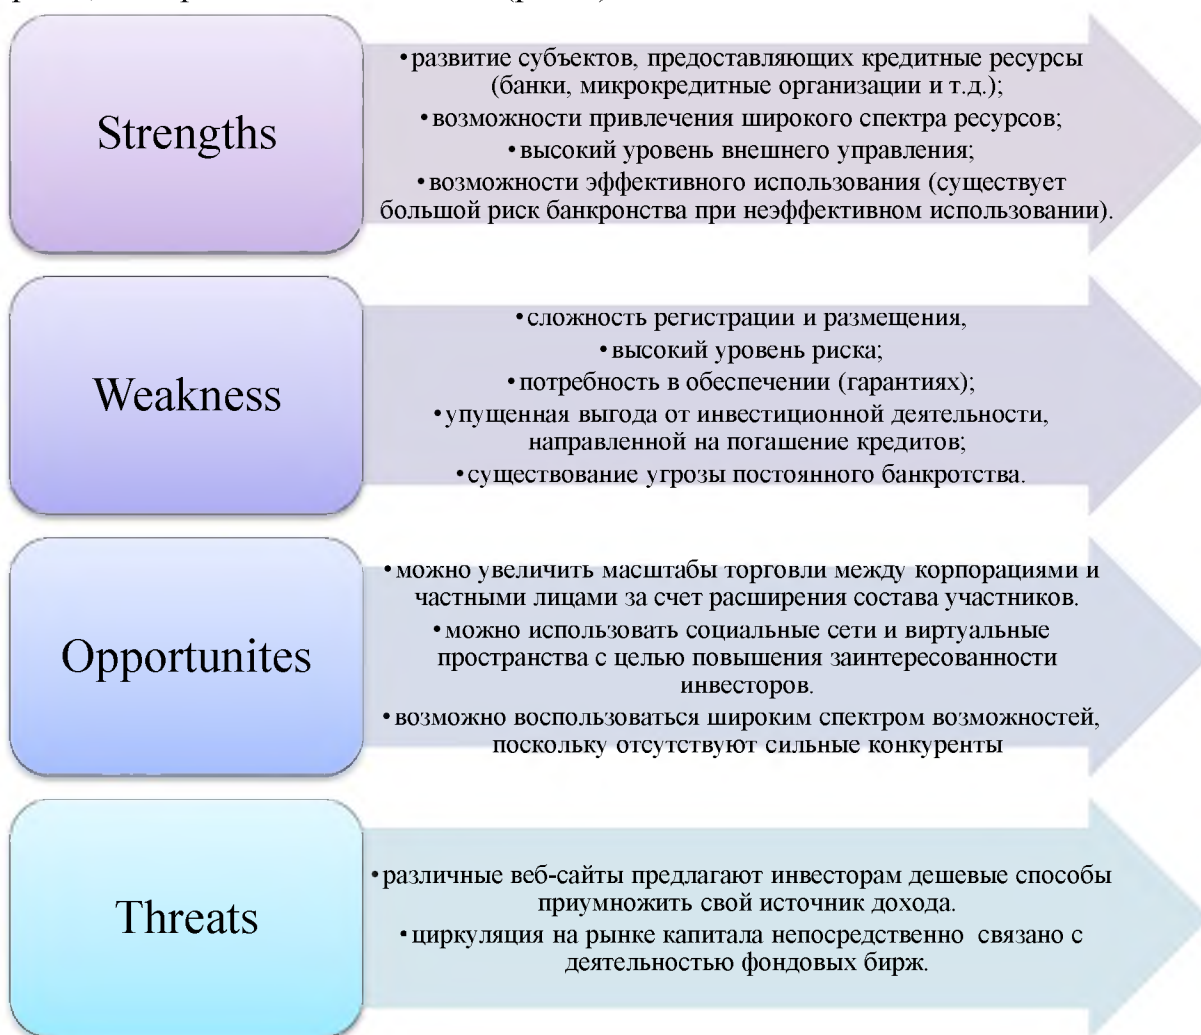 Strengths
•развитие субъектов, предоставляющих кредитные ресурсы
(банки, микрокредитные организации и т.д.);
•возможности привлечения широкого спектра ресурсов;
•высокий уровень внешнего управления;
•возможности эффективного использования (существует
большой риск банкронства при неэффективном использовании).
Weakness
•сложность регистрации и размещения,
•высокий уровень риска;
•потребность в обеспечении (гарантиях);
•упущенная выгода от инвестиционной деятельности,
направленной на погашение кредитов;
•существование угрозы постоянного банкротства.
Opportunites
•можно увеличить масштабы торговли между корпорациями и
частными лицами за счет расширения состава участников.
•можно использовать социальные сети и виртуальные
пространства с целью повышения заинтересованности
инвесторов.
•возможно воспользоваться широким спектром возможностей,
поскольку отсутствуют сильные конкуренты
Threats
•различные веб-сайты предлагают инвесторам дешевые способы
приумножить свой источник дохода.
•циркуляция на рынке капитала непосредственно связано с
деятельностью фондовых бирж.